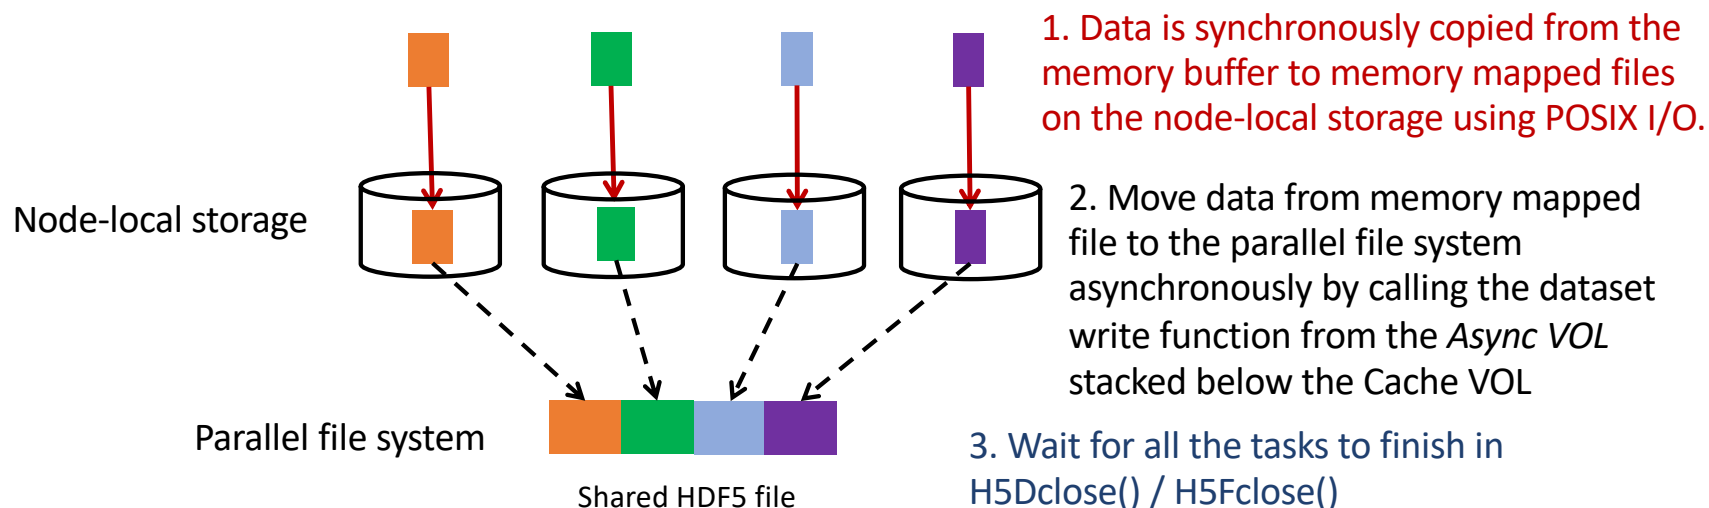 1. Data is synchronously copied from the
memory buffer to memory mapped files
on the node-local storage using POSIX I/O.
Node-local storage
2. Move data from memory mapped
file to the parallel file system
asynchronously by calling the dataset
write function from the Async VOL
stacked below the Cache VOL
Parallel file system
Shared HDF5 file
3. Wait for all the tasks to finish in
H5Dclose() / H5Fclose()